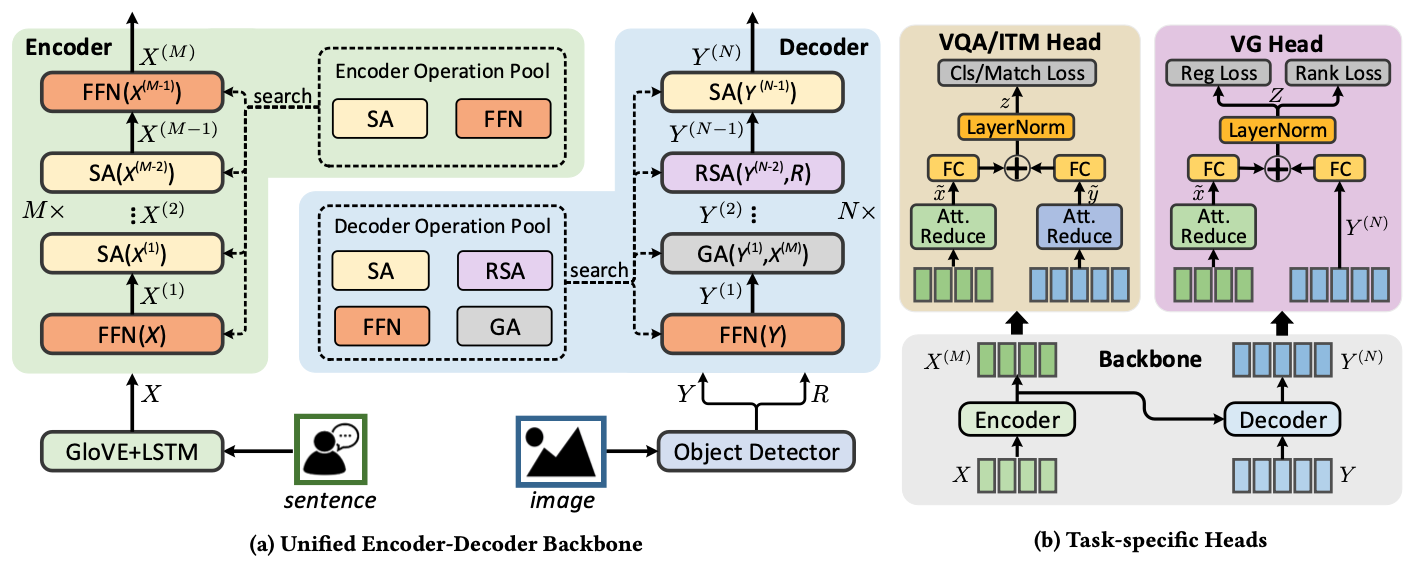 Encoder
X^(M)
FFN(X^(M-1))
X^(M−1)
SA(X^(M-2))
M×
X^(2)
SA(X^(1))
X^(1)
FFN(X)
X
GloVE+LSTM
sentence
Encoder Operation Pool
SA
FFN
search
Decoder Operation Pool
SA
RSA
FFN
GA
search
Decoder
Y^(N)
SA(Y^(N-1))
Y^(N−1)
RSA(Y^(N-2),R)
Y^(2)
N×
GA(Y^(1),X^(M))
Y^(1)
FFN(Y)
Y
R
Object Detector
image
(a) Unified Encoder-Decoder Backbone
VQA/ITM Head
Cls/Match Loss
z
LayerNorm
FC
FC
x̃
ỹ
Att.
Reduce
Att.
Reduce
VG Head
Reg Loss
Rank Loss
Z
LayerNorm
FC
FC
x̃
Att.
Reduce
Y^(N)
X^(M)
Backbone
Y^(N)
Encoder
Decoder
X
Y
(b) Task-specific Heads